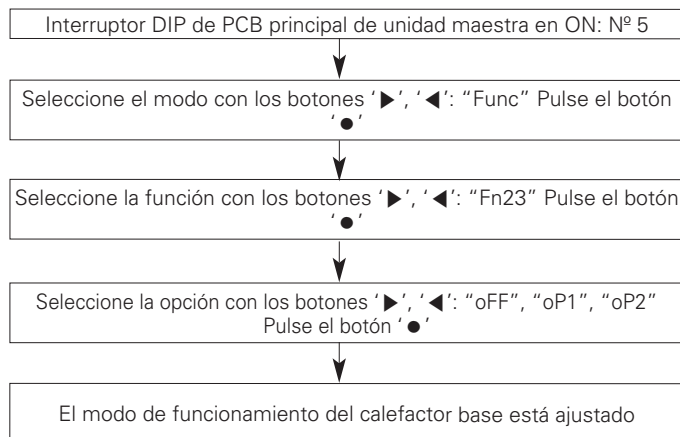 Interruptor DIP de PCB principal de unidad maestra en ON: Nº 5
Seleccione el modo con los botones ‘▶’, ‘◀’: “Func” Pulse el botón
‘●’
Seleccione la función con los botones ‘▶’, ‘◀’: “Fn23” Pulse el botón
‘●’
Seleccione la opción con los botones ‘▶’, ‘◀’: “oFF”, “oP1”, “oP2”
Pulse el botón ‘●’
El modo de funcionamiento del calefactor base está ajustado